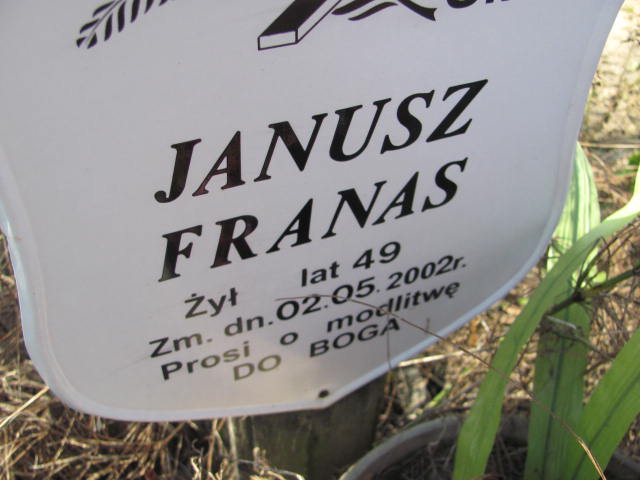 JANUSZ
FRANAS
Żył lat 49
Zm. dn. 02.05.2002r.
Prosi o modlitwę
DO BOGA